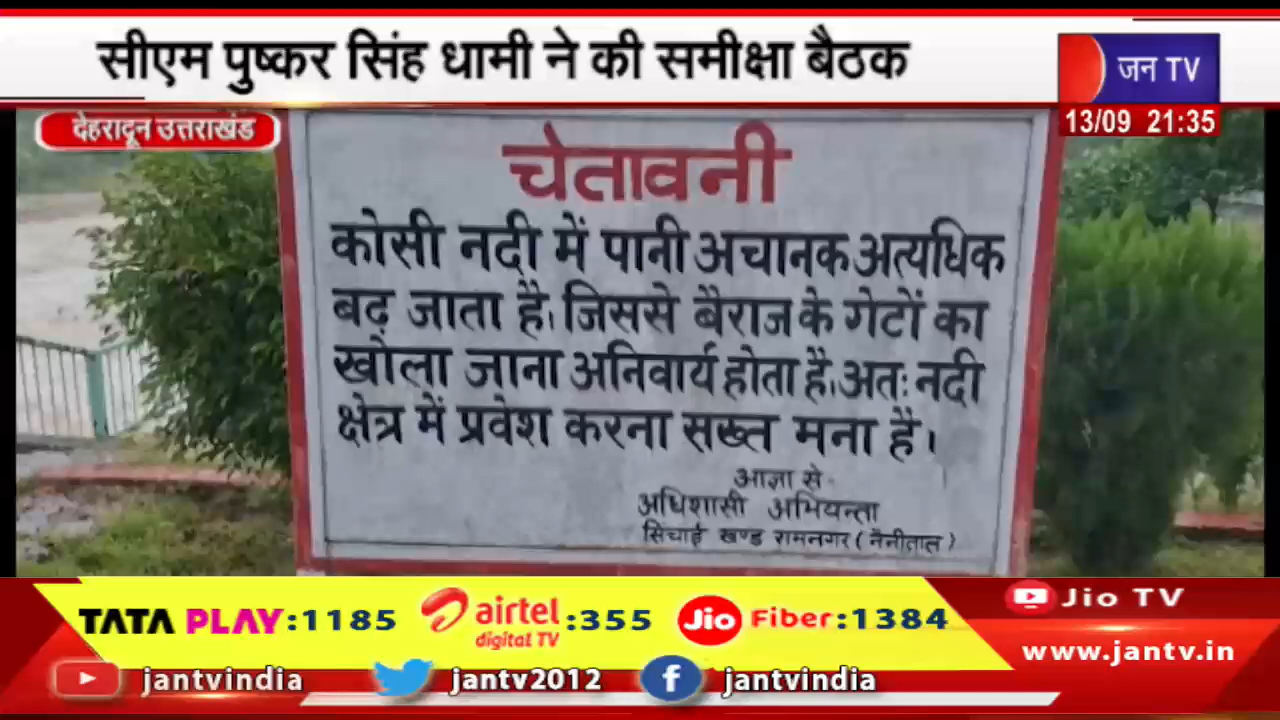 सीएम पुष्कर सिंह धामी ने की समीक्षा बैठक
जन TV
देहरादून उत्तराखंड
13/09 21:35
चेतावनी
कोसी नदी में पानी अचानक अत्यधिक
बढ़ जाता है। जिससे बैराज के गेटों का
खोला जाना अनिवार्य होता है। अतः नदी
क्षेत्र में प्रवेश करना सख्त मना है।
आज्ञा से
अधिशासी अभियन्ता
सिचाई खण्ड रामनगर (नैनीताल)
TATA PLAY:1185 airtel digital TV :355 Jio Fiber:1384
Jio TV
www.jantv.in
jantvindia jantv2012 jantvindia